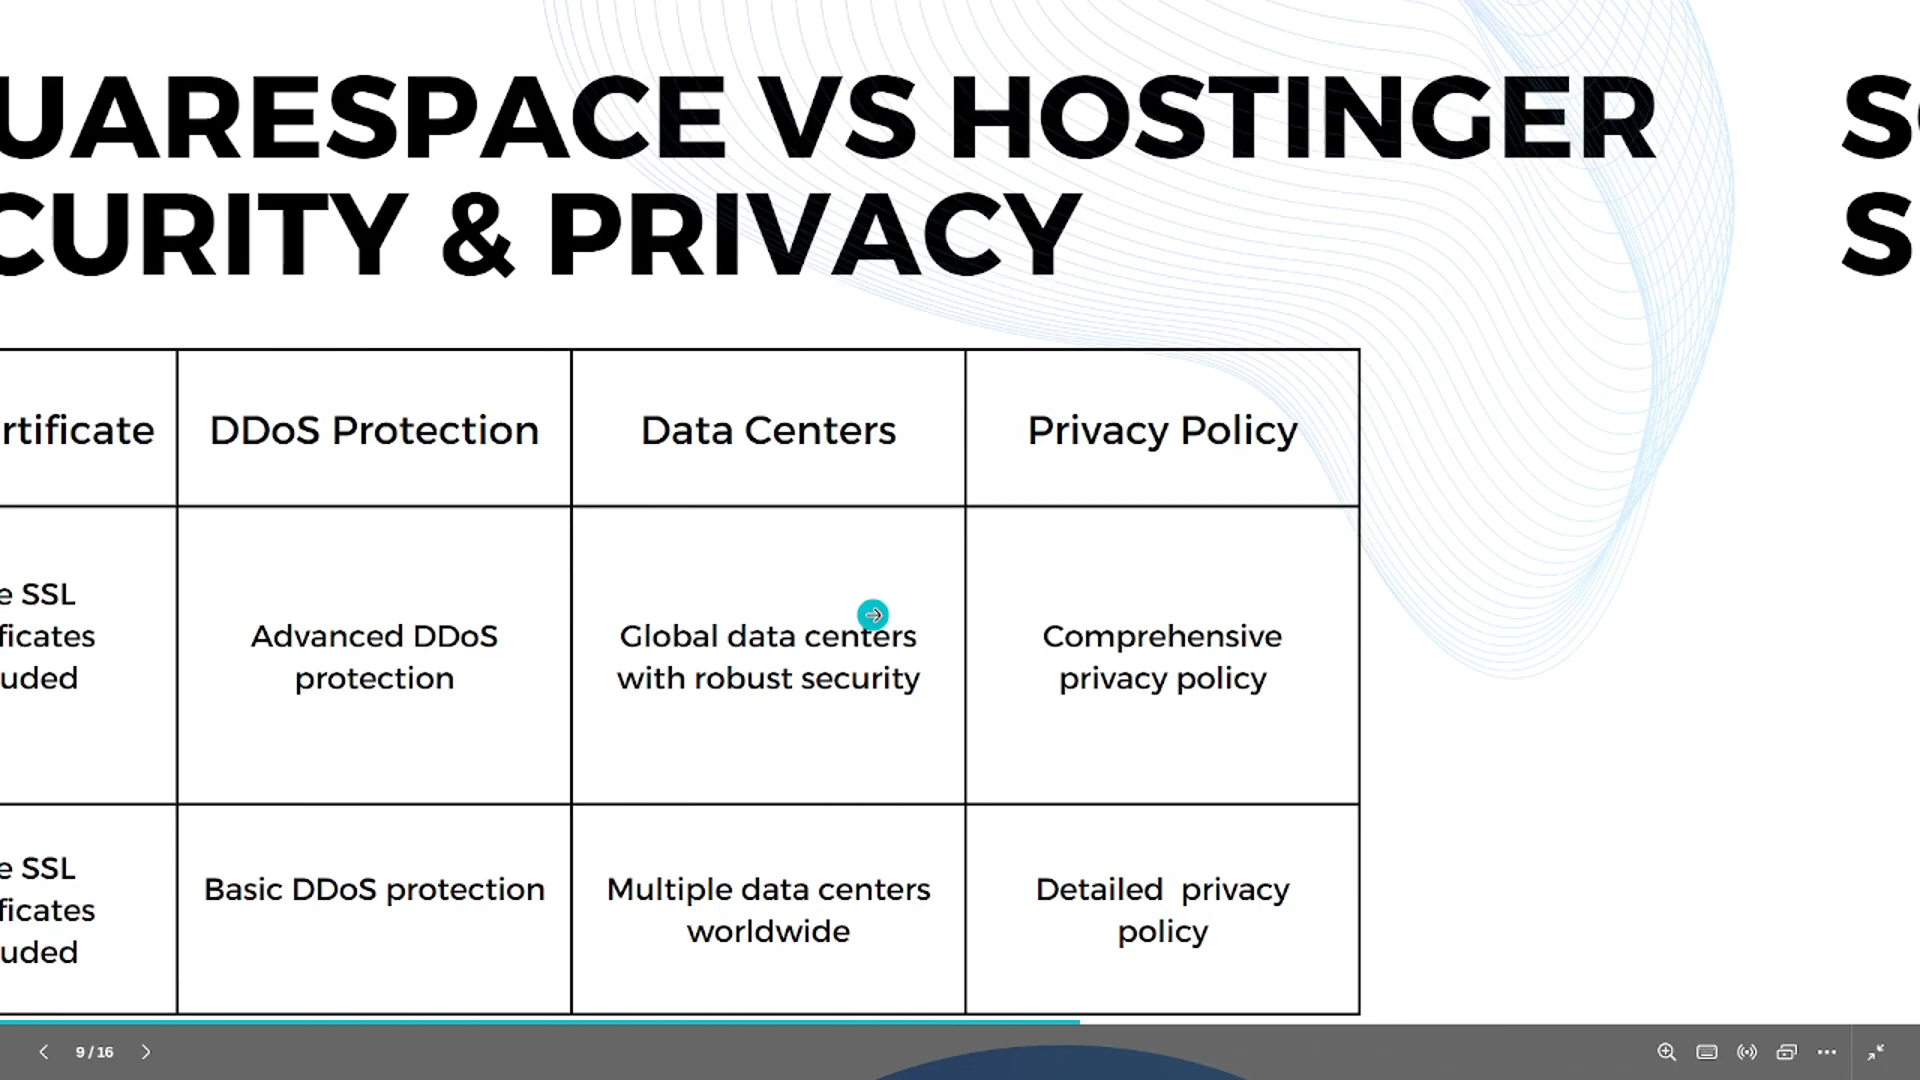 UARESPACE VS HOSTINGER
CURITY & PRIVACY
S
S
rtificate
DDoS Protection
Data Centers
Privacy Policy
e SSL
ficates
uded
Advanced DDoS
protection
Global data centers
with robust security
Comprehensive
privacy policy
e SSL
ficates
uded
Basic DDoS protection
Multiple data centers
worldwide
Detailed  privacy
policy
9 / 16